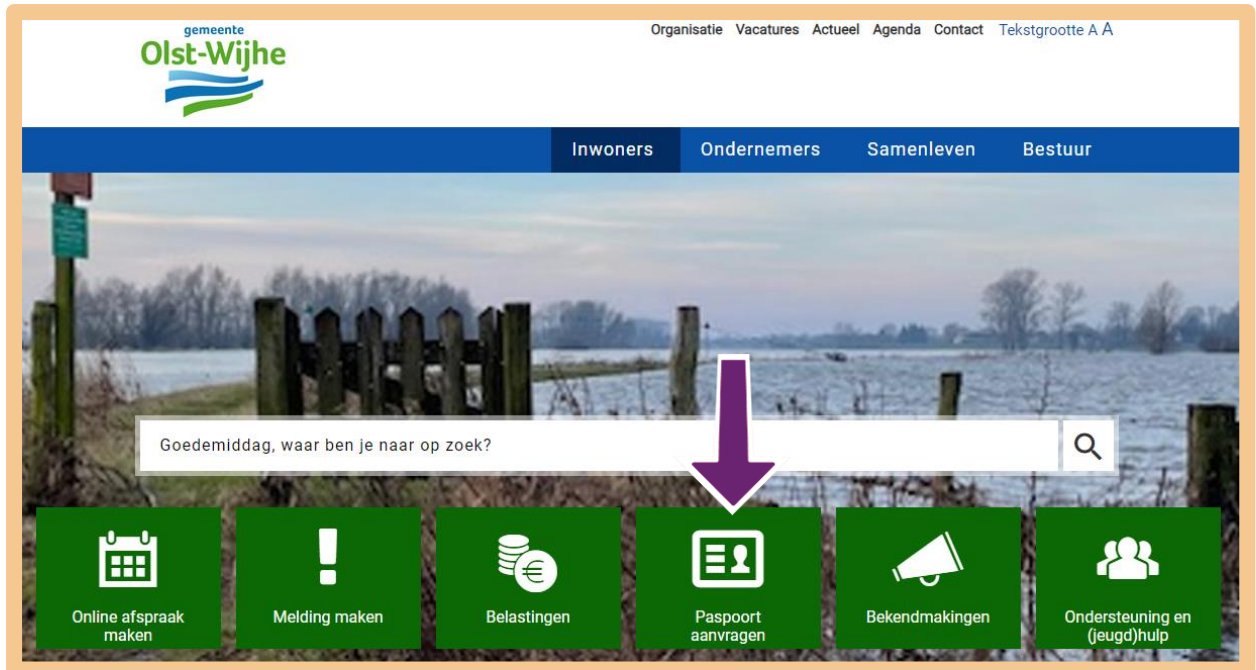 gemeente
Olst-Wijhe
Organisatie Vacatures Actueel Agenda Contact Tekstgrootte A A
Inwoners Ondernemers Samenleven Bestuur
Goedemiddag, waar ben je naar op zoek?
Online afspraak
maken
Melding maken
Belastingen
Paspoort
aanvragen
Bekendmakingen
Ondersteuning en
(jeugd)hulp